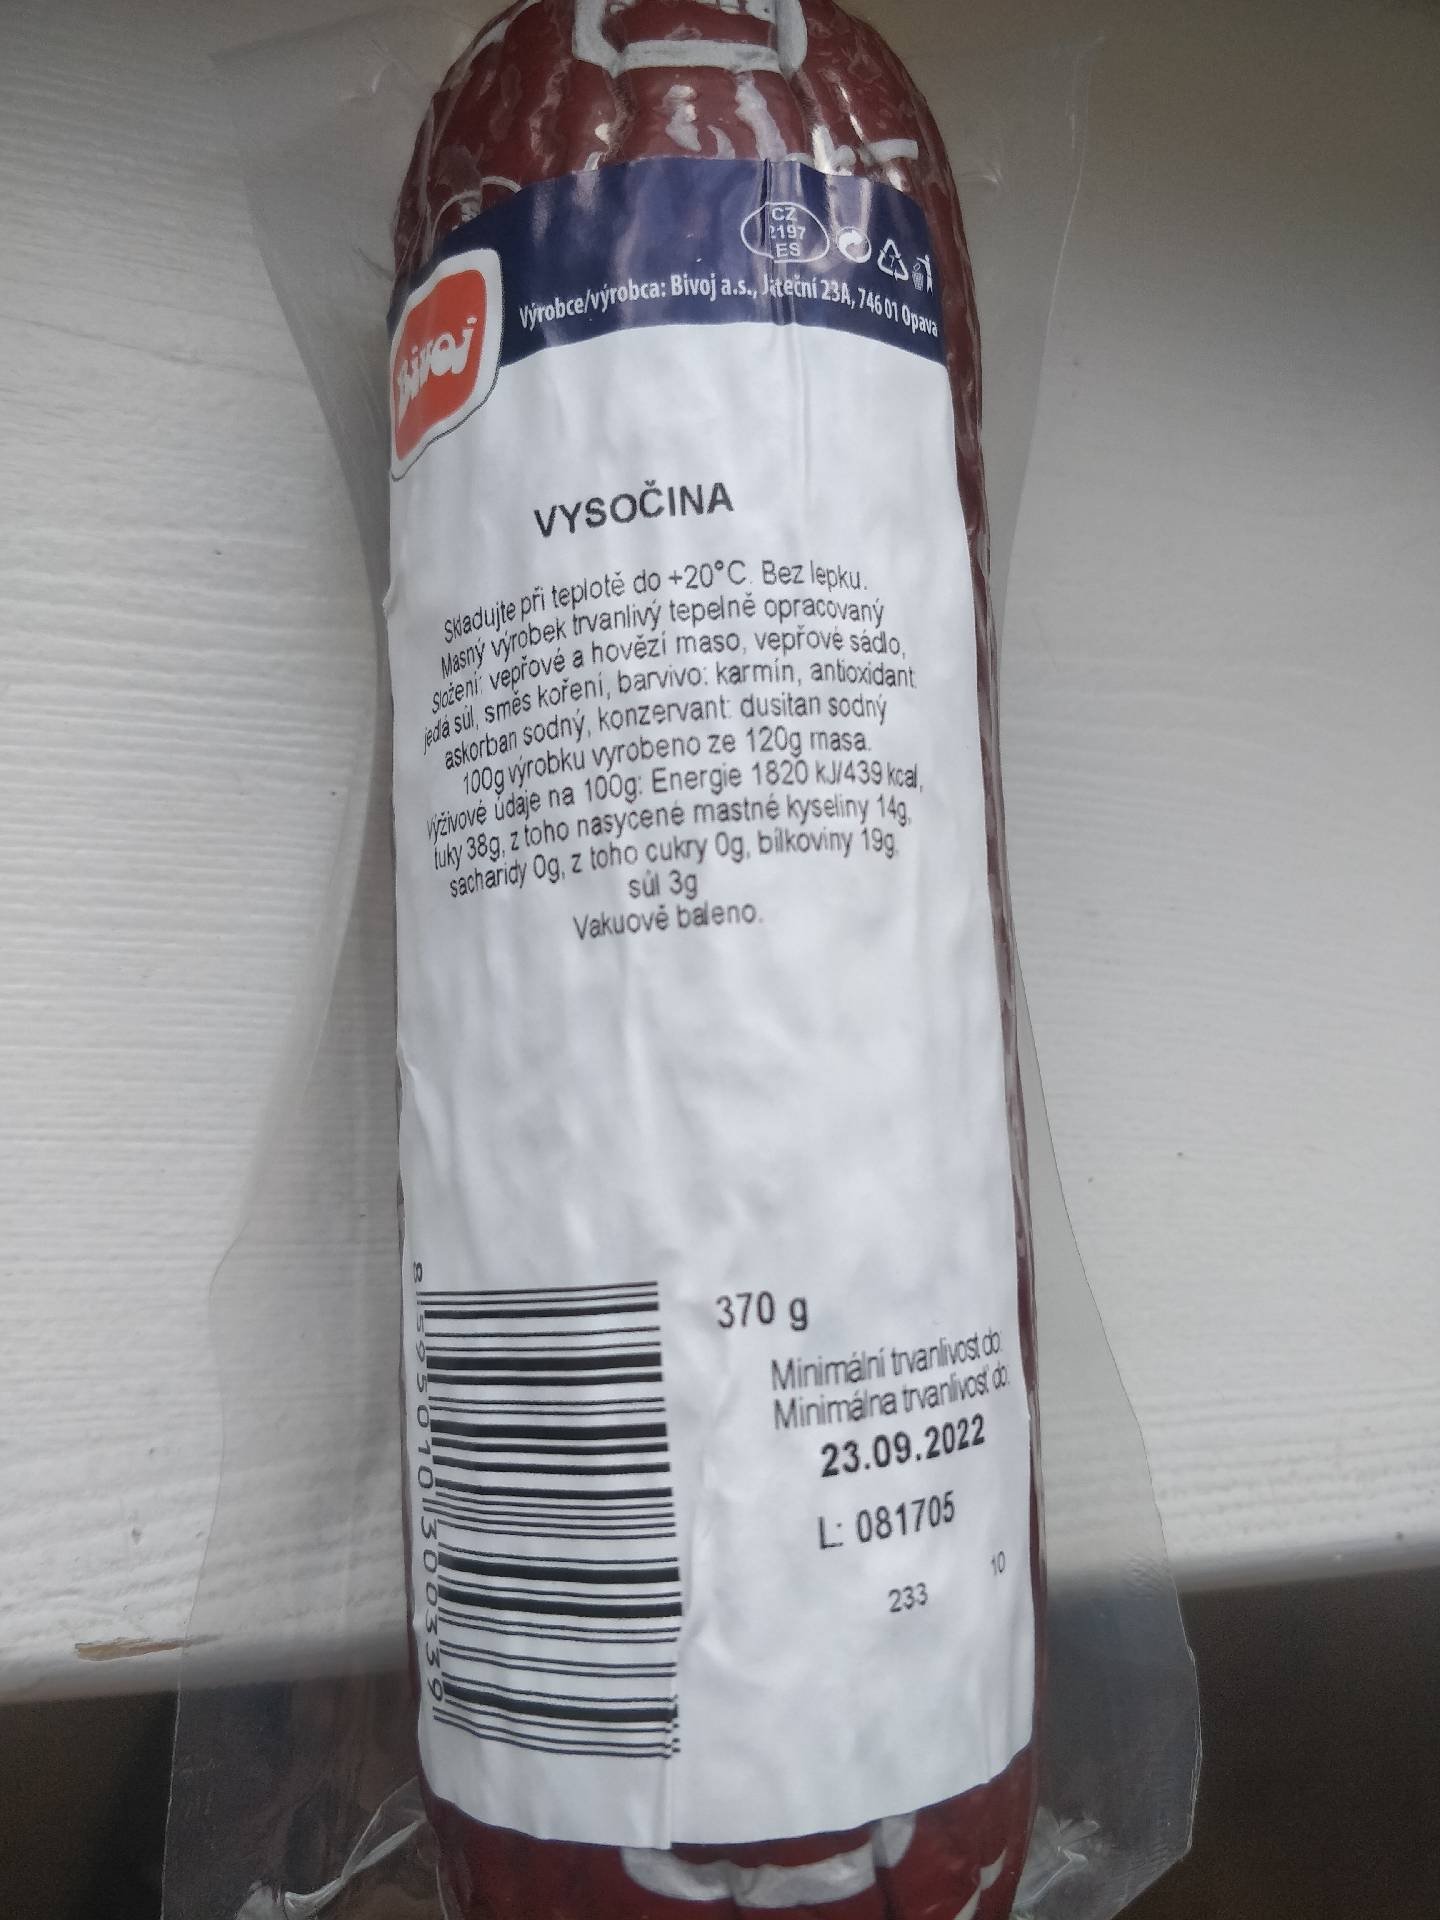 CZ
2197
ES
Výrobce/výrobca: Bivoj a.s., Jateční 23A, 746 01 Opava
Bivoj
VYSOČINA
Skladujte při teplotě do +20°C. Bez lepku.
Masný výrobek trvanlivý tepelně opracovaný
Složení: vepřové a hovězí maso, vepřové sádlo,
jedlá sůl, směs koření, barvivo: karmín, antioxidant:
askorban sodný, konzervant: dusitan sodný
100g výrobku vyrobeno ze 120g masa.
Výživové údaje na 100g: Energie 1820 kJ/439 kcal,
tuky 38g, z toho nasycené mastné kyseliny 14g,
sacharidy 0g, z toho cukry 0g, bílkoviny 19g,
sůl 3g
Vakuově baleno.
8 595010 300339
370 g
Minimální trvanlivost do:
Minimálna trvanlivosť do:
23.09.2022
L: 081705
10
233